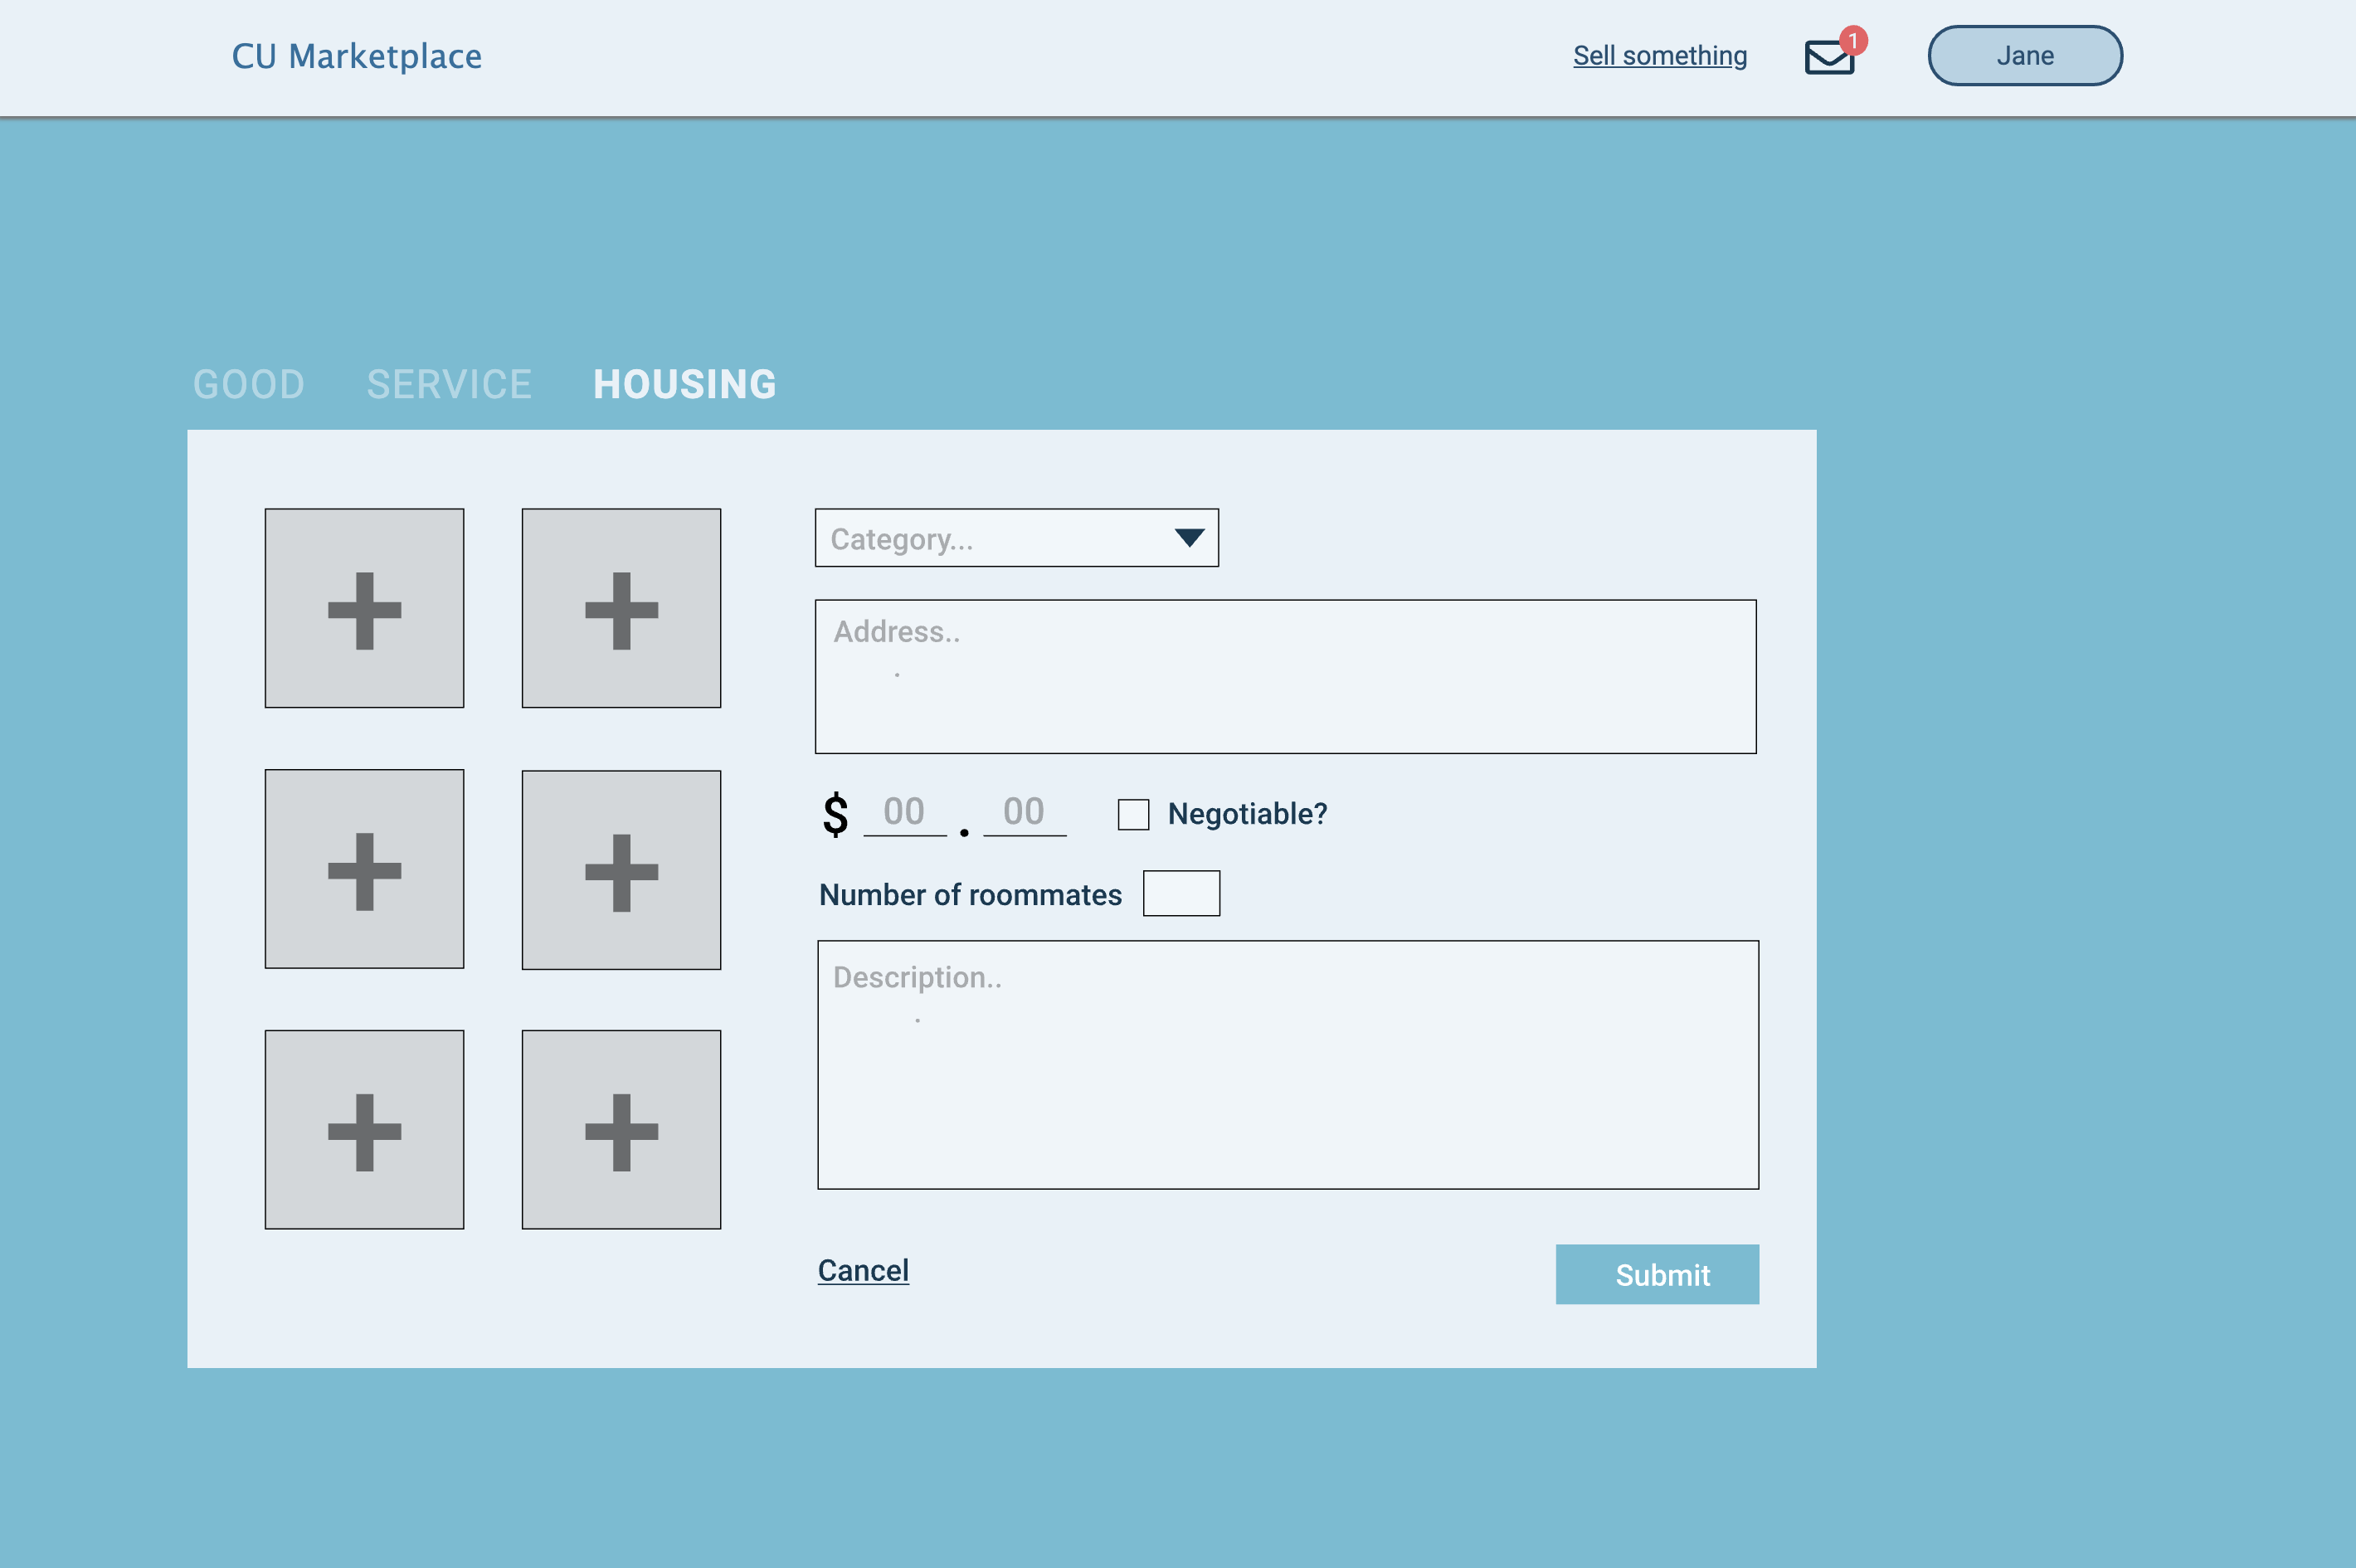 CU Marketplace
Sell something
1
Jane
GOOD SERVICE HOUSING
Category...
Address..
.
$ 00 . 00 Negotiable?
Number of roommates
Description..
.
Cancel
Submit